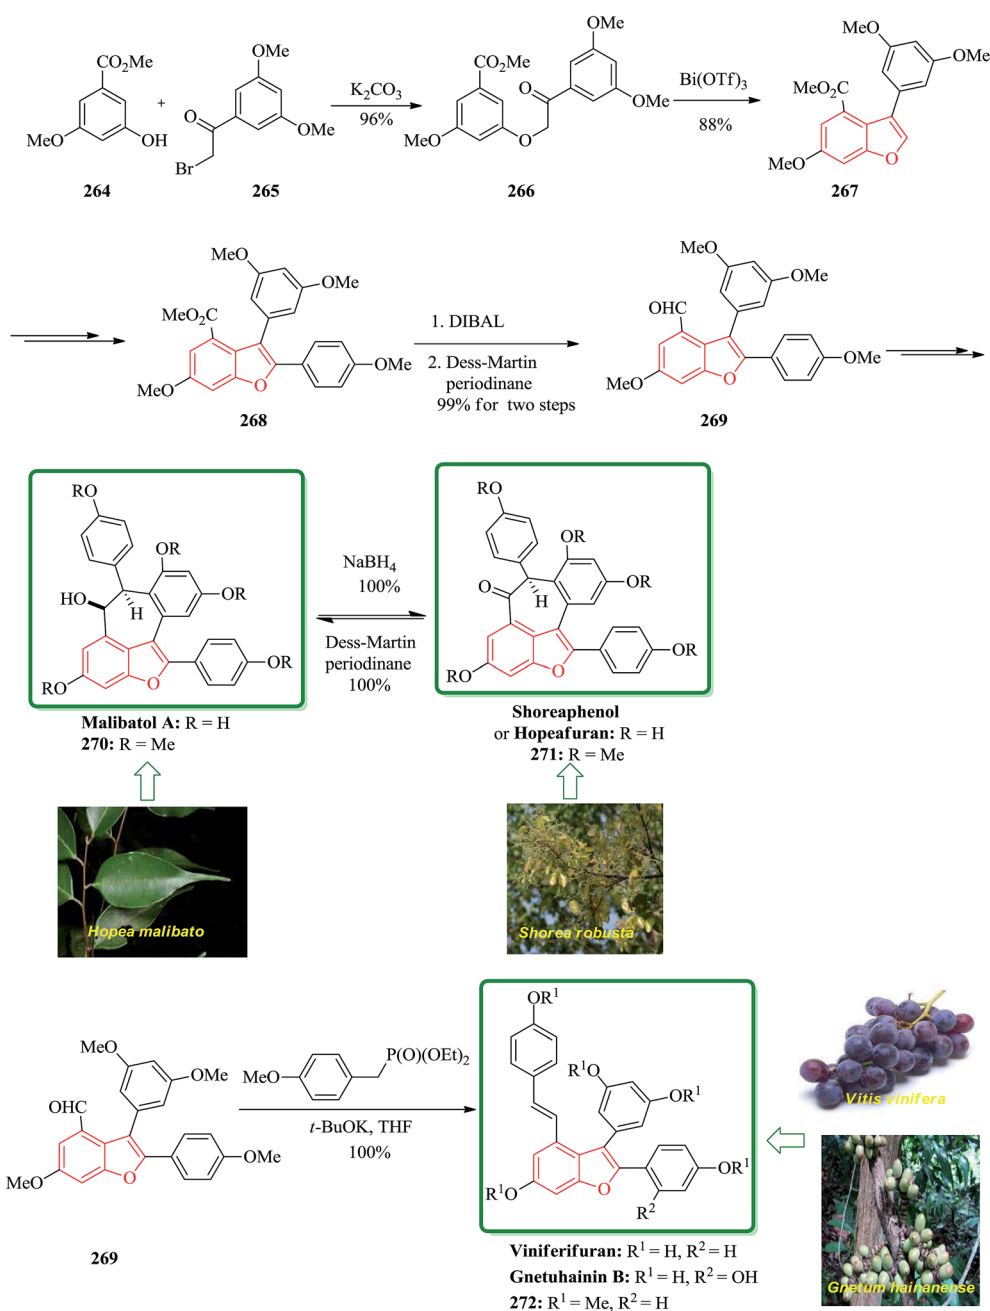 CO₂Me
MeO
OH
264
+
OMe
OMe
O
Br
265
K₂CO₃
96%
CO₂Me
MeO
O
O
OMe
OMe
266
Bi(OTf)₃
88%
MeO
OMe
MeO₂C
MeO
O
267
MeO
OMe
MeO₂C
MeO
O
OMe
268
1. DIBAL
2. Dess-Martin
periodinane
99% for two steps
MeO
OMe
OHC
MeO
O
OMe
269
RO
OR
HO
H
OR
OR
RO
O
Malibatol A: R = H
270: R = Me
NaBH₄
100%
Dess-Martin
periodinane
100%
RO
OR
O
H
OR
OR
RO
O
Shoreaphenol
or Hopeafuran: R = H
271: R = Me
Hopea malibato
Shorea robusta
MeO
OMe
OHC
OMe
MeO
O
269
MeO
P(O)(OEt)₂
t-BuOK, THF
100%
OR¹
R¹O
OR¹
OR¹
R¹O
O
R²
Viniferifuran: R¹ = H, R² = H
Gnetuhainin B: R¹ = H, R² = OH
272: R¹ = Me, R² = H
Vitis vinifera
Gnetum hainanense